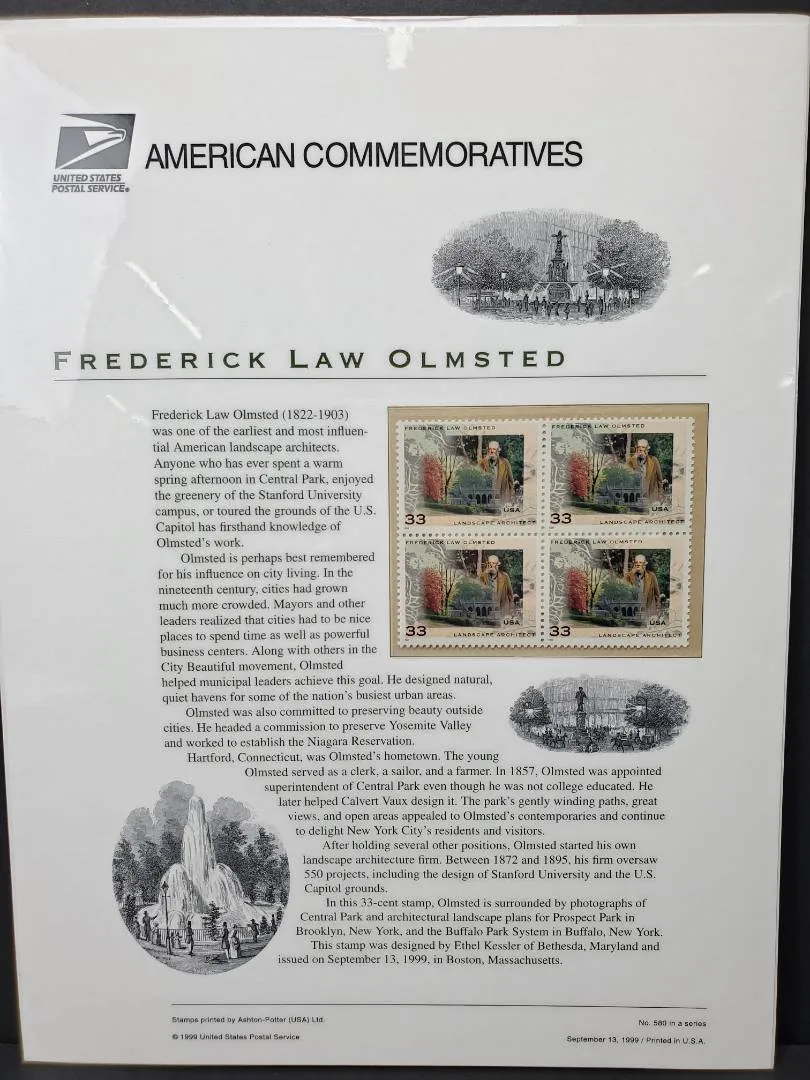 UNITED STATES
POSTAL SERVICE®
AMERICAN COMMEMORATIVES
FREDERICK LAW OLMSTED
Frederick Law Olmsted (1822-1903)
was one of the earliest and most influen-
tial American landscape architects.
Anyone who has ever spent a warm
spring afternoon in Central Park, enjoyed
the greenery of the Stanford University
campus, or toured the grounds of the U.S.
Capitol has firsthand knowledge of
Olmsted's work.
Olmsted is perhaps best remembered
for his influence on city living. In the
nineteenth century, cities had grown
much more crowded. Mayors and other
leaders realized that cities had to be nice
places to spend time as well as powerful
business centers. Along with others in the
City Beautiful movement, Olmsted
helped municipal leaders achieve this goal. He designed natural,
quiet havens for some of the nation's busiest urban areas.
Olmsted was also committed to preserving beauty outside
cities. He headed a commission to preserve Yosemite Valley
and worked to establish the Niagara Reservation.
Hartford, Connecticut, was Olmsted's hometown. The young
Olmsted served as a clerk, a sailor, and a farmer. In 1857, Olmsted was appointed
superintendent of Central Park even though he was not college educated. He
later helped Calvert Vaux design it. The park's gently winding paths, great
views, and open areas appealed to Olmsted's contemporaries and continue
to delight New York City's residents and visitors.
After holding several other positions, Olmsted started his own
landscape architecture firm. Between 1872 and 1895, his firm oversaw
550 projects, including the design of Stanford University and the U.S.
Capitol grounds.
In this 33-cent stamp, Olmsted is surrounded by photographs of
Central Park and architectural landscape plans for Prospect Park in
Brooklyn, New York, and the Buffalo Park System in Buffalo, New York.
This stamp was designed by Ethel Kessler of Bethesda, Maryland and
issued on September 13, 1999, in Boston, Massachusetts.
FREDERICK LAW OLMSTED
USA
33
LANDSCAPE ARCHITECT
FREDERICK LAW OLMSTED
USA
33
LANDSCAPE ARCHITECT
FREDERICK LAW OLMSTED
USA
33
LANDSCAPE ARCHITECT
FREDERICK LAW OLMSTED
USA
33
LANDSCAPE ARCHITECT
Stamps printed by Ashton-Potter (USA) Ltd.
© 1999 United States Postal Service
No. 580 in a series
September 13, 1999 / Printed in U.S.A.